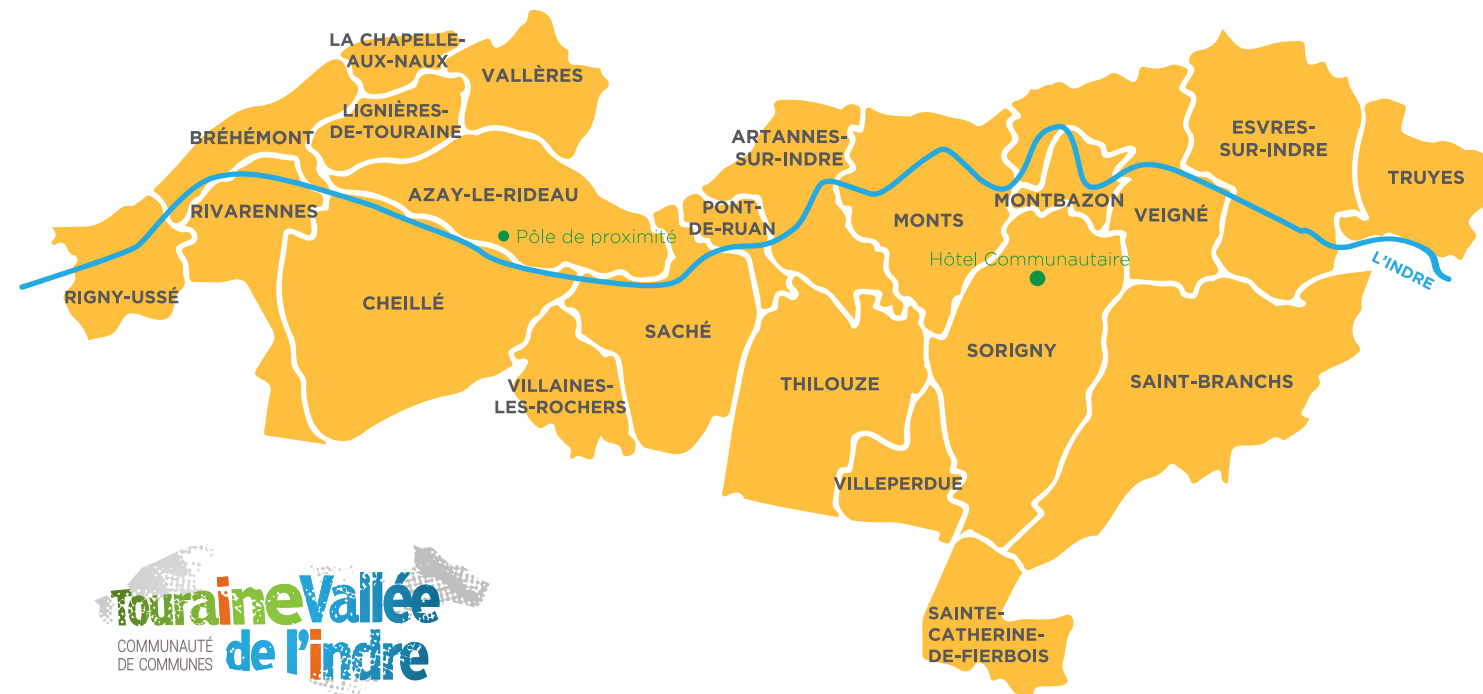 LA CHAPELLE-
AUX-NAUX
VALLÈRES
LIGNIÈRES-
DE-TOURAINE
BRÉHÉMONT
ARTANNES-
SUR-INDRE
ESVRES-
SUR-INDRE
TRUYES
AZAY-LE-RIDEAU
RIVARENNES
PONT-
DE-RUAN
MONTS
MONTBAZON
VEIGNÉ
Pôle de proximité
Hôtel Communautaire
L'INDRE
RIGNY-USSÉ
CHEILLÉ
SACHÉ
SORIGNY
THILOUZE
SAINT-BRANCHS
VILLAINES-
LES-ROCHERS
VILLEPERDUE
SAINTE-
CATHERINE-
DE-FIERBOIS
Touraine Vallée
COMMUNAUTÉ
DE COMMUNES
de l'indre